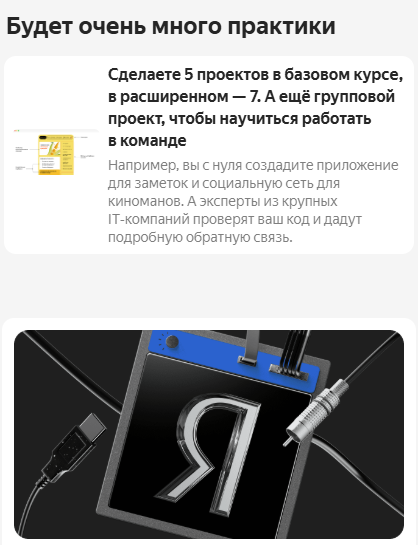 Будет очень много практики
Сделаете 5 проектов в базовом курсе,
в расширенном — 7. А ещё групповой
проект, чтобы научиться работать
в команде
Например, вы с нуля создадите приложение
для заметок и социальную сеть для
киноманов. А эксперты из крупных
IT-компаний проверят ваш код и дадут
подробную обратную связь.
Я